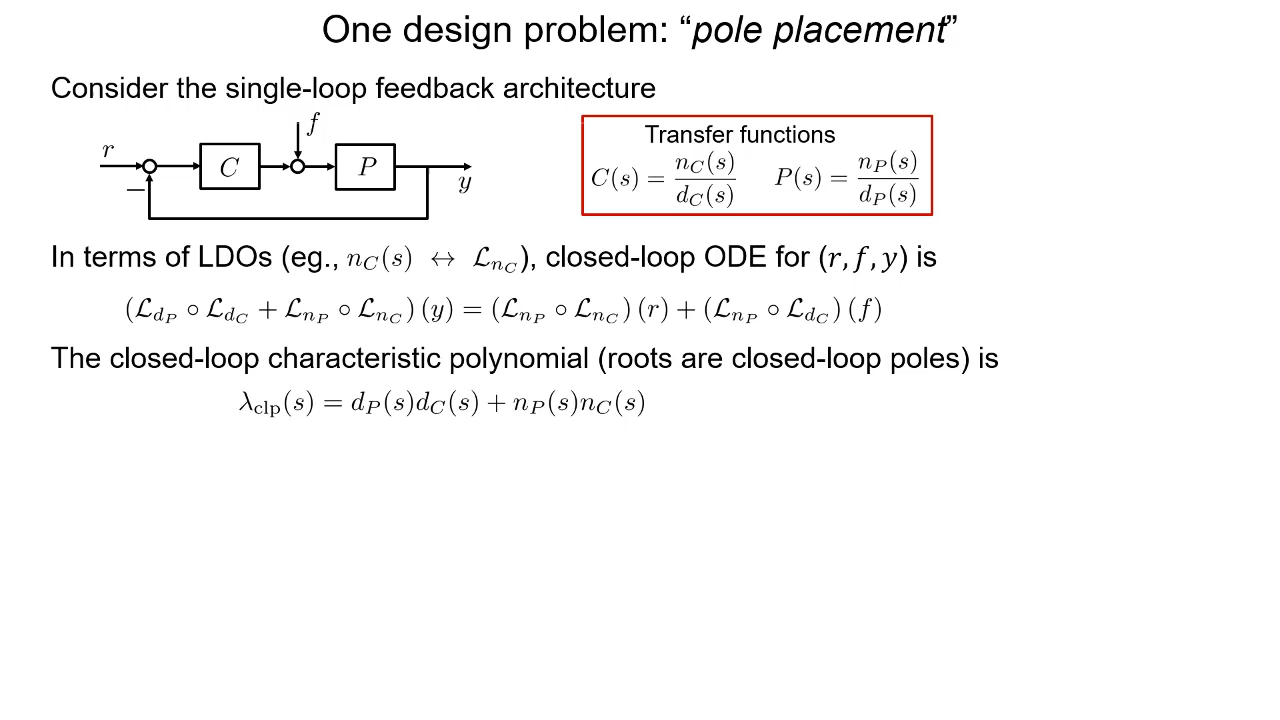 One design problem: “pole placement”
Consider the single-loop feedback architecture
r − C f P y
Transfer functions
C(s) = n_C(s) / d_C(s)   P(s) = n_P(s) / d_P(s)
In terms of LDOs (eg., n_C(s) ↔ ℒ_{n_C}), closed-loop ODE for (r, f, y) is
(ℒ_{d_P} ∘ ℒ_{d_C} + ℒ_{n_P} ∘ ℒ_{n_C}) (y) = (ℒ_{n_P} ∘ ℒ_{n_C}) (r) + (ℒ_{n_P} ∘ ℒ_{d_C}) (f)
The closed-loop characteristic polynomial (roots are closed-loop poles) is
λ_clp(s) = d_P(s)d_C(s) + n_P(s)n_C(s)